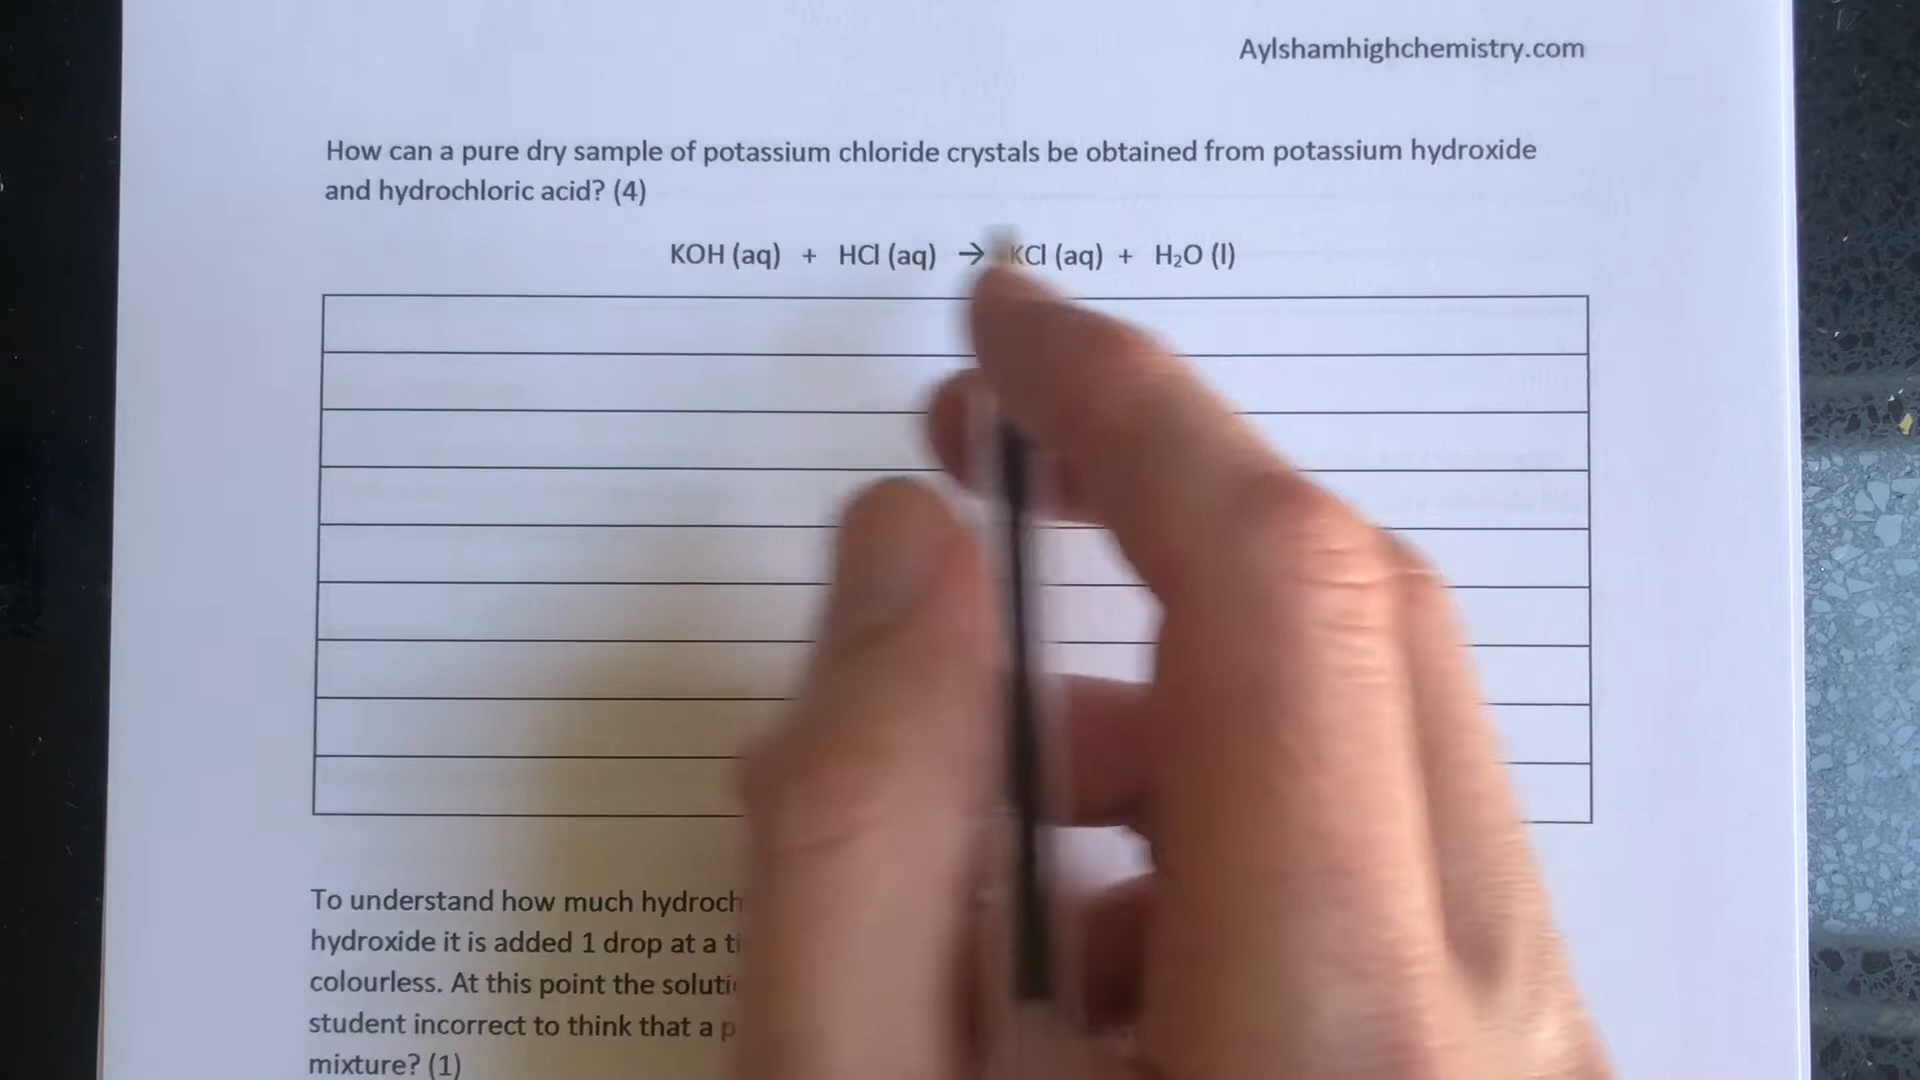 Aylshamhighchemistry.com
How can a pure dry sample of potassium chloride crystals be obtained from potassium hydroxide
and hydrochloric acid? (4)
KOH (aq) + HCl (aq) → KCl (aq) + H₂O (l)
To understand how much hydroch
hydroxide it is added 1 drop at a ti
colourless. At this point the soluti
student incorrect to think that a p
mixture? (1)